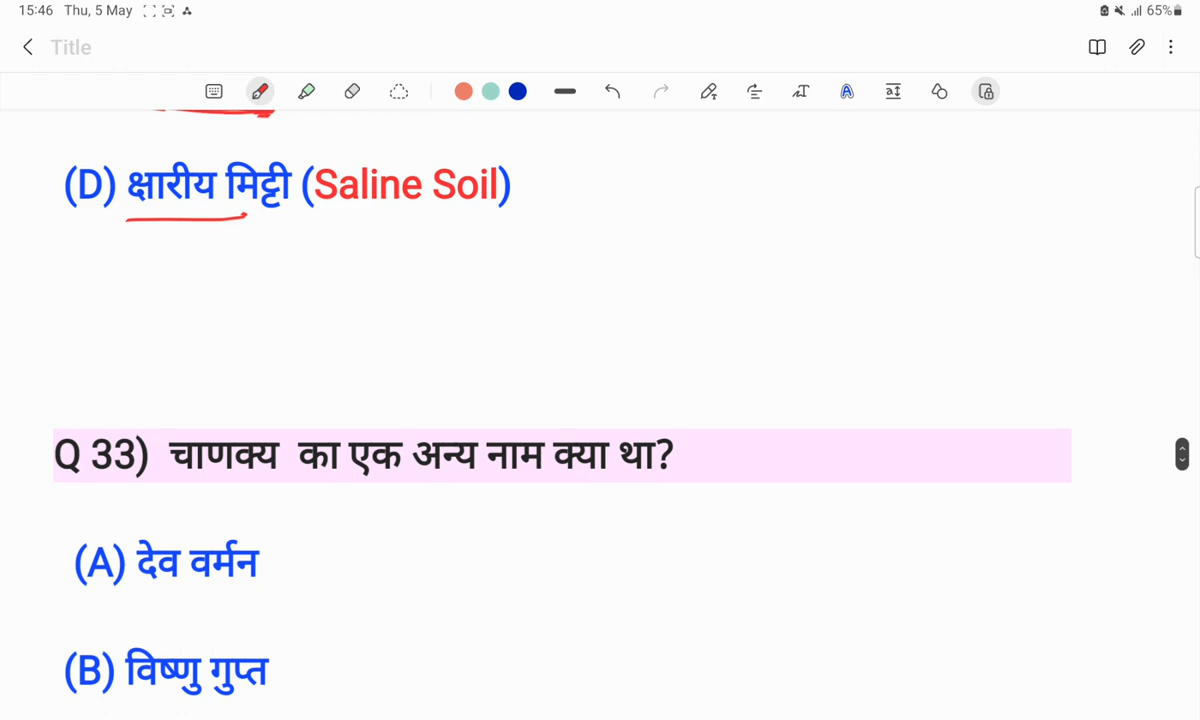 15:46 Thu, 5 May 65%
Title
(D) क्षारीय मिट्टी (Saline Soil)
Q 33) चाणक्य का एक अन्य नाम क्या था?
(A) देव वर्मन
(B) विष्णु गुप्त